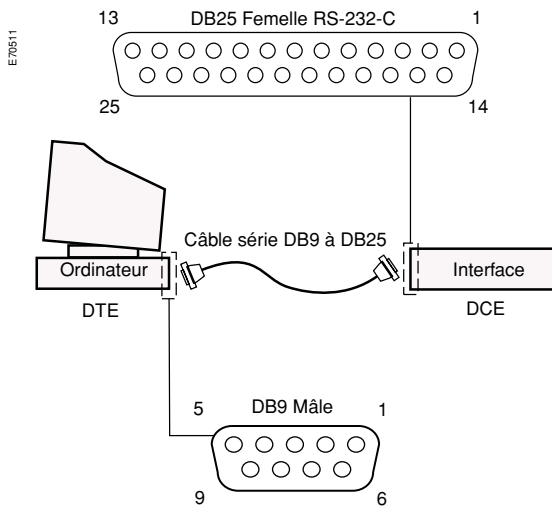 E70511
13 DB25 Femelle RS-232-C 1
25 14
Câble série DB9 à DB25
Ordinateur Interface
DTE DCE
5 DB9 Mâle 1
9 6